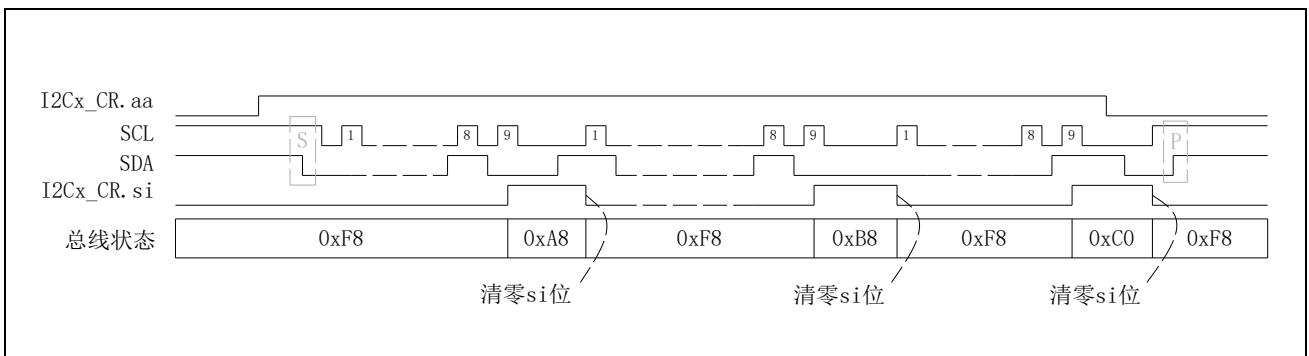 I2Cx_CR.aa
SCL S 1 8 9 1 8 9 1 8 9 P
SDA
I2Cx_CR.si
总线状态 0xF8 0xA8 0xF8 0xB8 0xF8 0xC0 0xF8
清零si位 清零si位 清零si位